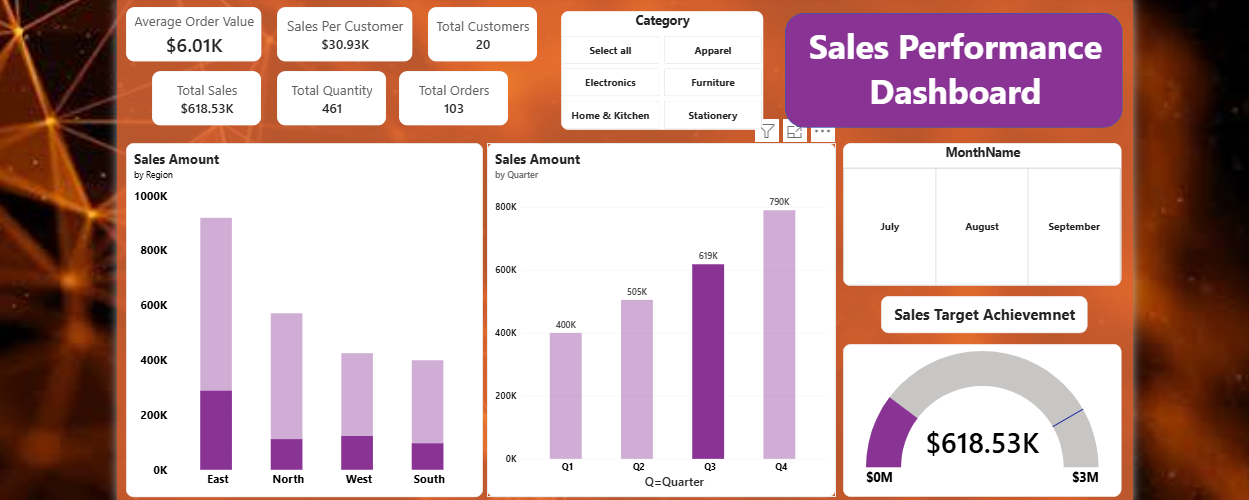 Average Order Value
$6.01K
Sales Per Customer
$30.93K
Total Customers
20
Total Sales
$618.53K
Total Quantity
461
Total Orders
103
Category
Select all
Apparel
Electronics
Furniture
Home & Kitchen
Stationery
Sales Performance
Dashboard
Sales Amount
by Region
1000K
800K
600K
400K
200K
0K
East
North
West
South
Sales Amount
by Quarter
800K
600K
400K
200K
0K
400K
505K
619K
790K
Q1
Q2
Q3
Q4
Q=Quarter
MonthName
July
August
September
Sales Target Achievemnet
$618.53K
$0M
$3M